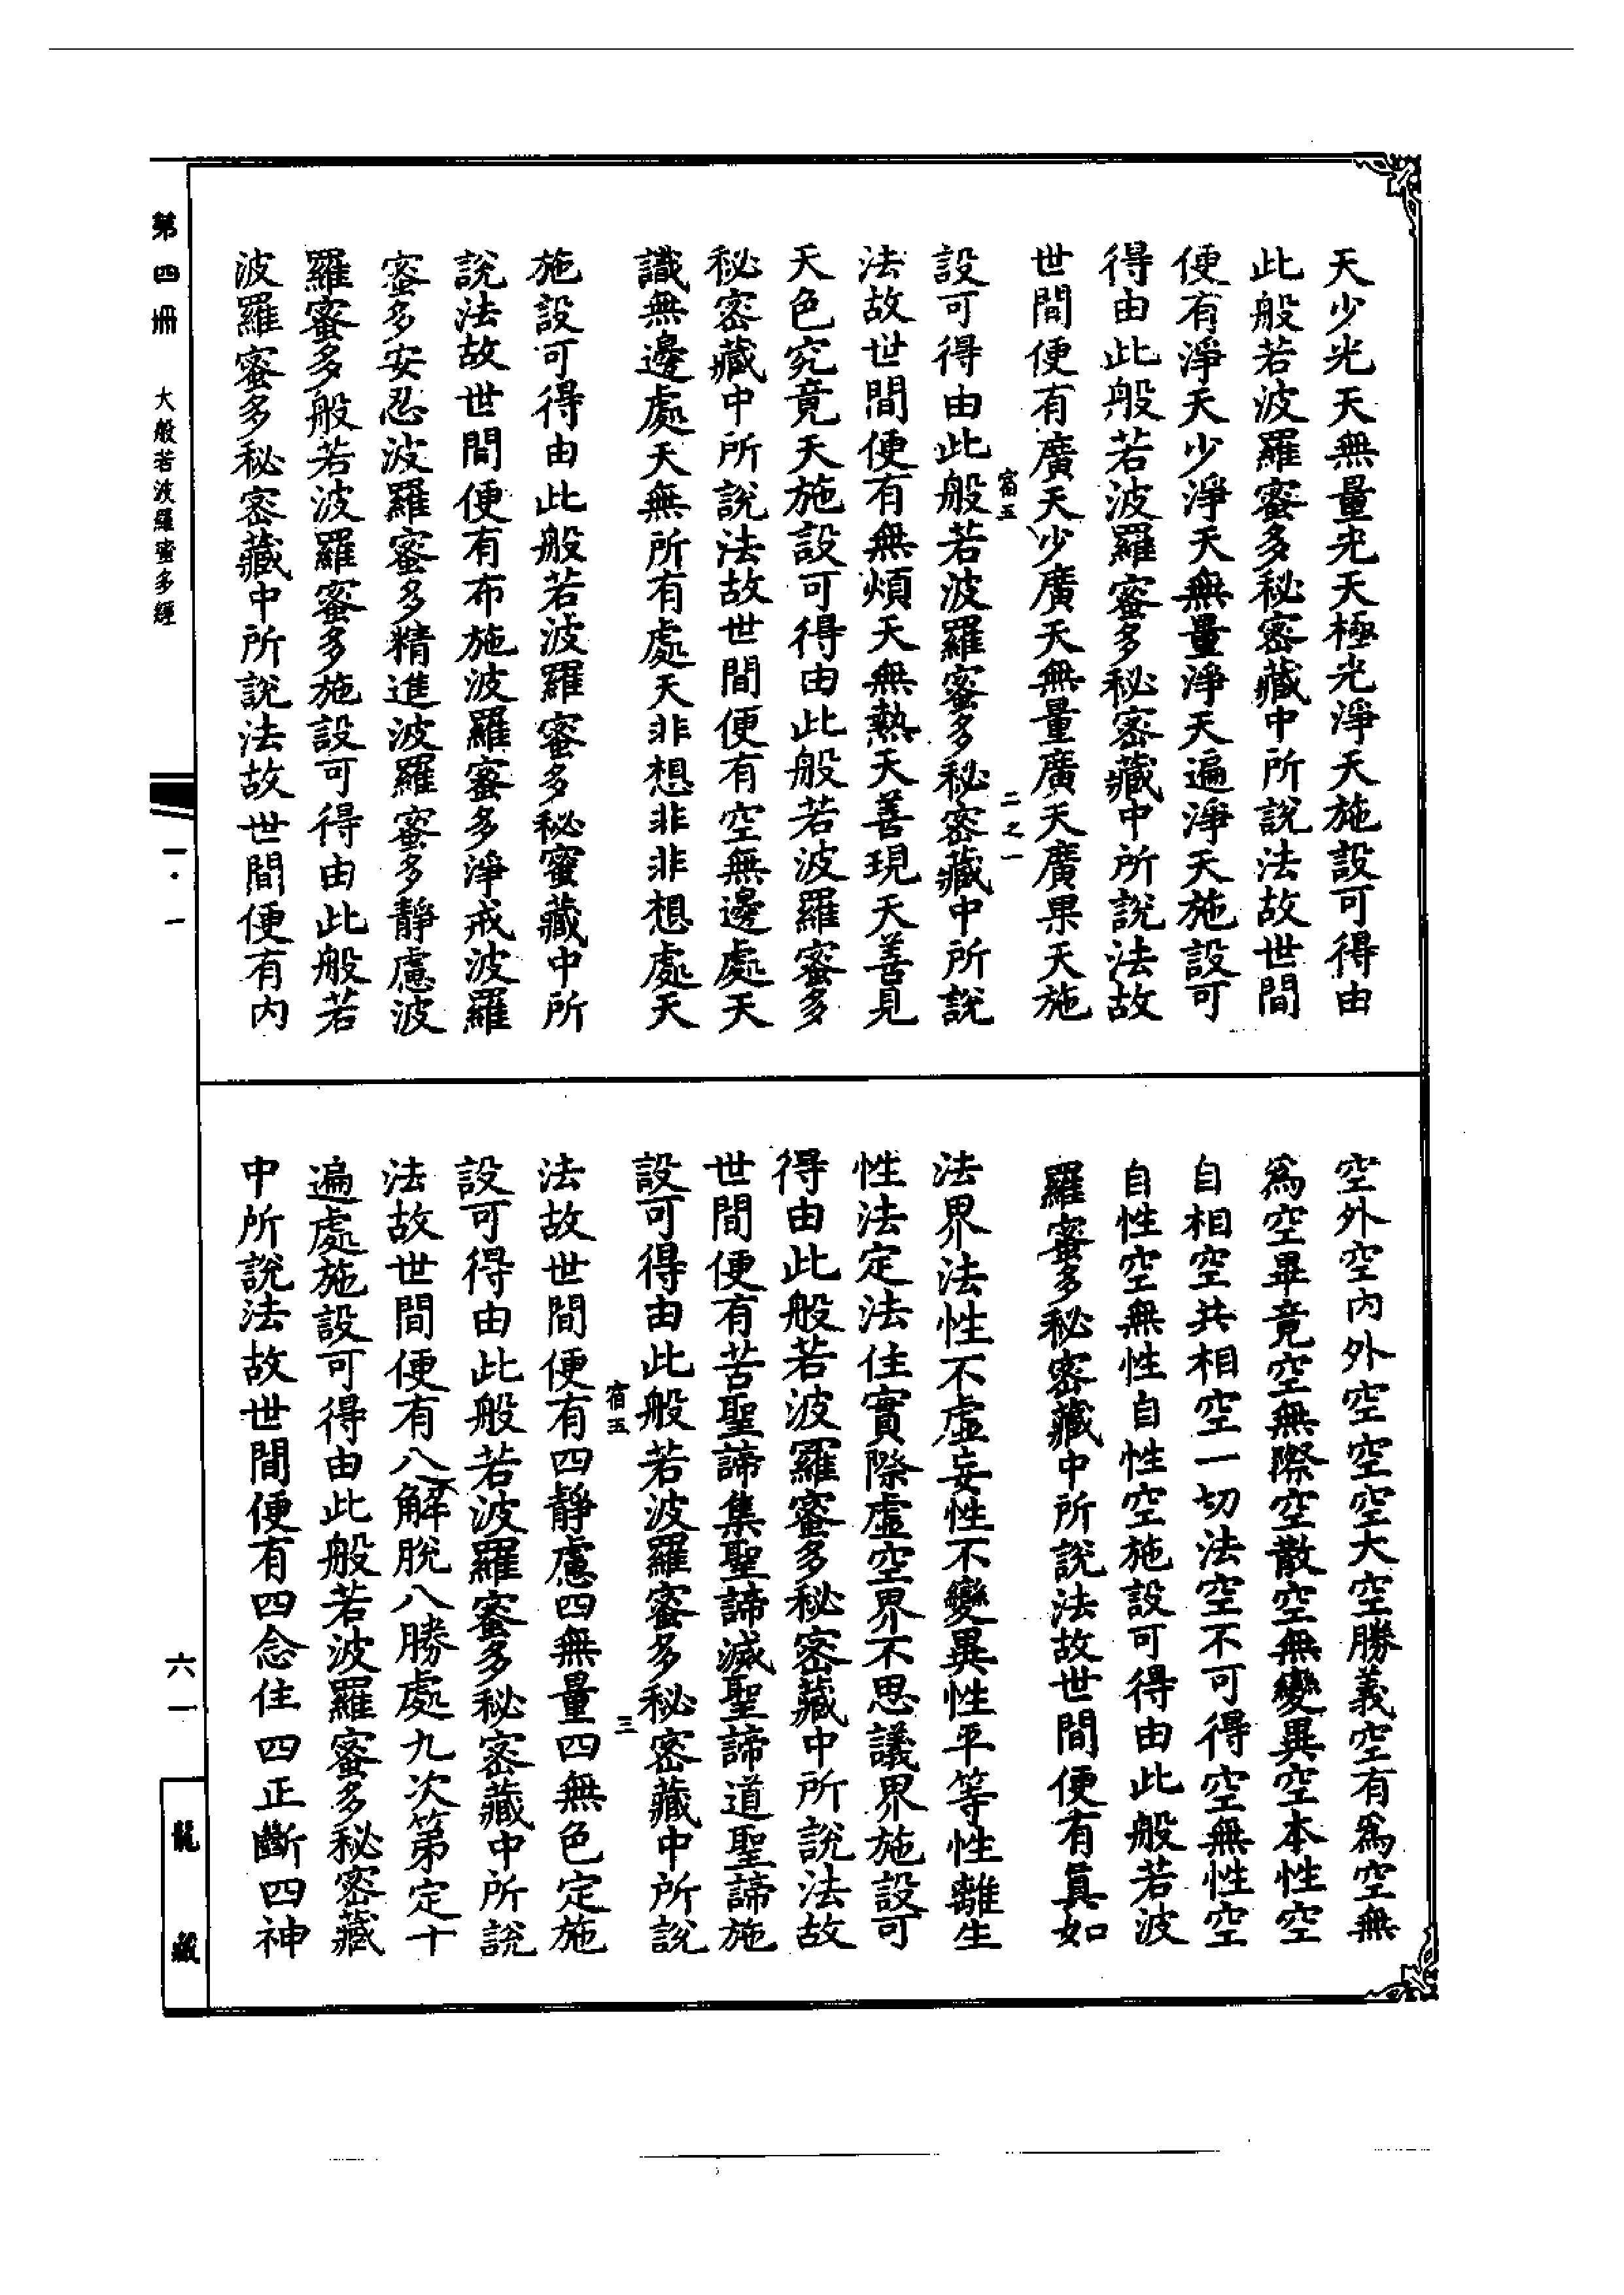 天少光天無量光天極光淨天施設可得由
此般若波羅蜜多秘密藏中所說法故世間
便有淨天少淨天無量淨天遍淨天施設可
得由此般若波羅蜜多秘密藏中所說法故
世間便有廣天少廣天無量廣天廣果天施
宿五 二之一
設可得由此般若波羅蜜多秘密藏中所說
法故世間便有無煩天無熱天善現天善見
天色究竟天施設可得由此般若波羅蜜多
秘密藏中所說法故世間便有空無邊處天
識無邊處天無所有處天非想非非想處天
施設可得由此般若波羅蜜多秘蜜藏中所
說法故世間便有布施波羅蜜多淨戒波羅
蜜多安忍波羅蜜多精進波羅蜜多靜慮波
羅蜜多般若波羅蜜多施設可得由此般若
波羅蜜多秘密藏中所說法故世間便有內
空外空內外空空空大空勝義空有為空無
為空畢竟空無際空散空無變異空本性空
自相空共相空一切法空不可得空無性空
自性空無性自性空施設可得由此般若波
羅蜜多秘密藏中所說法故世間便有真如
法界法性不虛妄性不變異性平等性離生
性法定法住實際虛空界不思議界施設可
得由此般若波羅蜜多秘密藏中所說法故
世間便有苦聖諦集聖諦滅聖諦道聖諦施
設可得由此般若波羅蜜多秘密藏中所說
宿五 三
法故世間便有四靜慮四無量四無色定施
設可得由此般若波羅蜜多秘密藏中所說
法故世間便有八解脫八勝處九次第定十
遍處施設可得由此般若波羅蜜多秘密藏
中所說法故世間便有四念住四正斷四神
第四冊 大般若波羅蜜多經 一·一 六一 龍藏